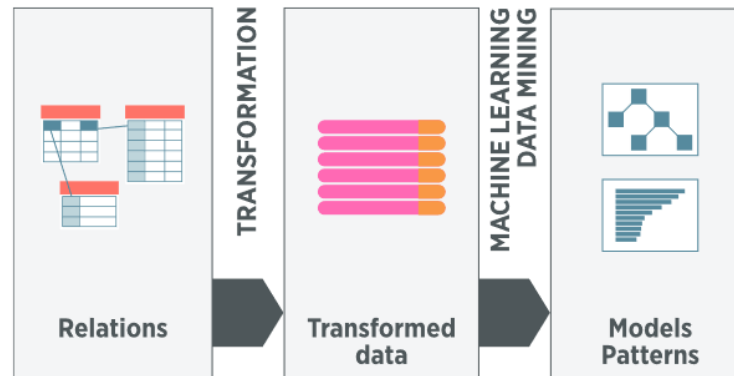 TRANSFORMATION
MACHINE LEARNING
DATA MINING
Relations
Transformed
data
Models
Patterns